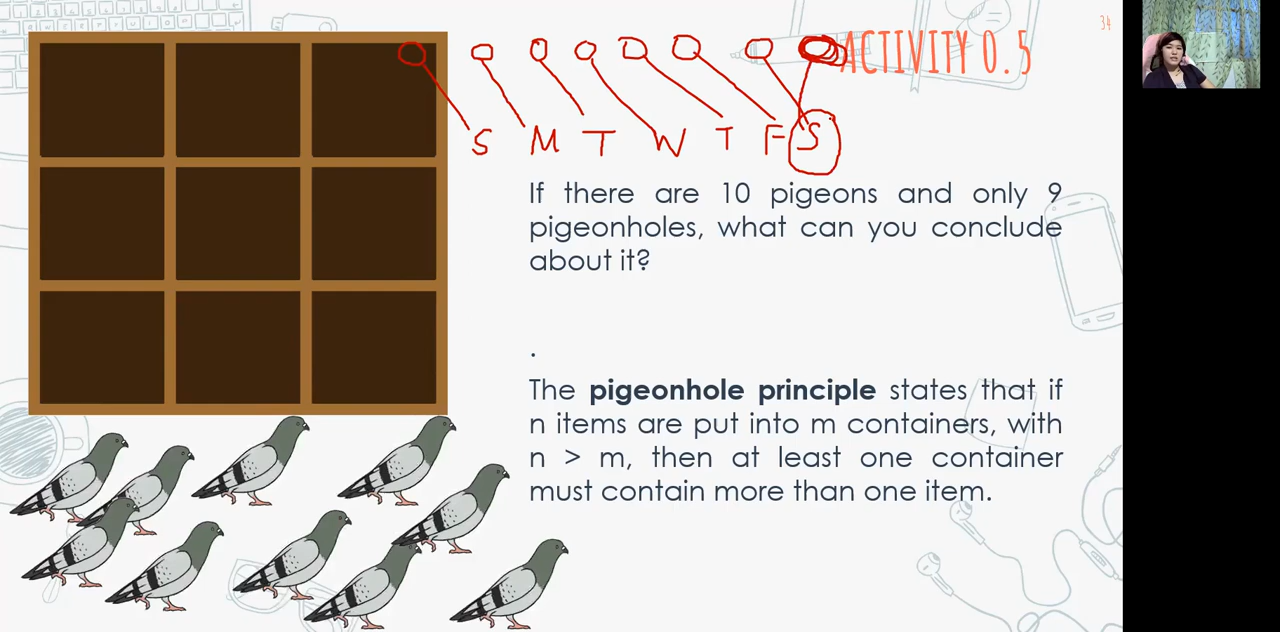 34
ACTIVITY 0.5
S M T W T F S
If there are 10 pigeons and only 9
pigeonholes, what can you conclude
about it?
.
The pigeonhole principle states that if
n items are put into m containers, with
n > m, then at least one container
must contain more than one item.